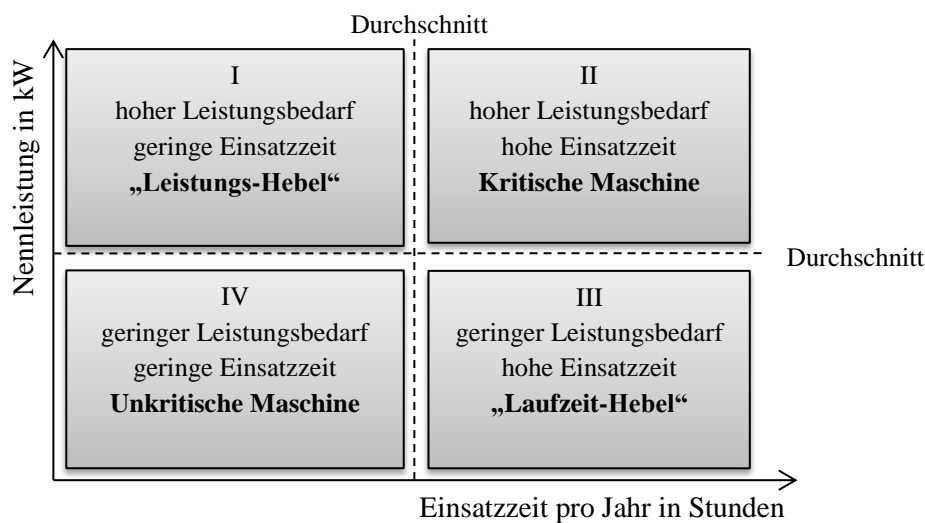 Durchschnitt
Nennleistung in kW
I
hoher Leistungsbedarf
geringe Einsatzzeit
„Leistungs-Hebel“
II
hoher Leistungsbedarf
hohe Einsatzzeit
Kritische Maschine
Durchschnitt
IV
geringer Leistungsbedarf
geringe Einsatzzeit
Unkritische Maschine
III
geringer Leistungsbedarf
hohe Einsatzzeit
„Laufzeit-Hebel“
Einsatzzeit pro Jahr in Stunden